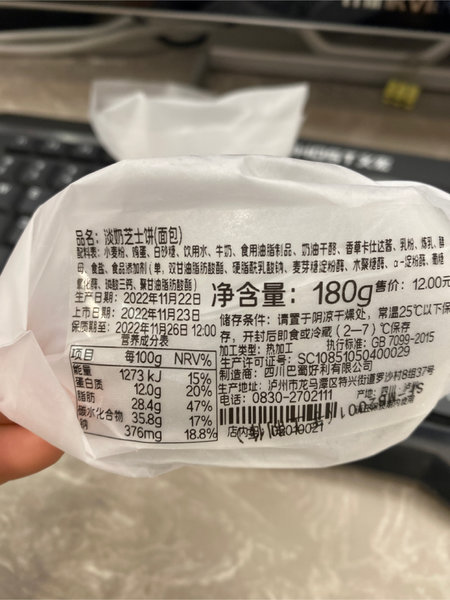 品名：淡奶芝士饼(面包)
配料表：小麦粉、鸡蛋、白砂糖、饮用水、牛奶、食用油脂制品、奶油干酪、香草卡仕达酱、乳粉、炼乳、酵
母、食盐、食品添加剂(单，双甘油脂肪酸酯、硬脂酰乳酸钠、麦芽糖淀粉酶、木聚糖酶、α-淀粉酶、葡糖
氧化酶、磷酸三钙、聚甘油脂肪酸酯)
生产日期：2022年11月22日
上市日期：2022年11月23日
保质期至：2022年11月26日 12:00
净含量：180g
售价：12.00元
储存条件：请置于阴凉干燥处，常温25℃以下保
存，开封后即食或冷藏（2—7）℃保存
加工类型：热加工 执行标准：GB 7099-2015
生产许可证号：SC10851050400029
制造商：四川巴蜀好利有限公司
生产地址：泸州市龙马潭区特兴街道罗沙村8组37号
电话：0830-2702111
产地：
店内码
营养成分表
项目 每100g NRV%
能量 1273 kJ 15%
蛋白质 12.0g 20%
脂肪 28.4g 47%
碳水化合物 35.8g 17%
钠 376mg 18.8%